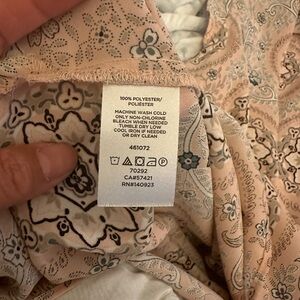 100% POLYESTER/
POLIÉSTER
MACHINE WASH COLD
ONLY NON-CHLORINE
BLEACH WHEN NEEDED
TUMBLE DRY LOW
COOL IRON IF NEEDED
OR DRY CLEAN
461072
70292
CA#57421
RN#140923